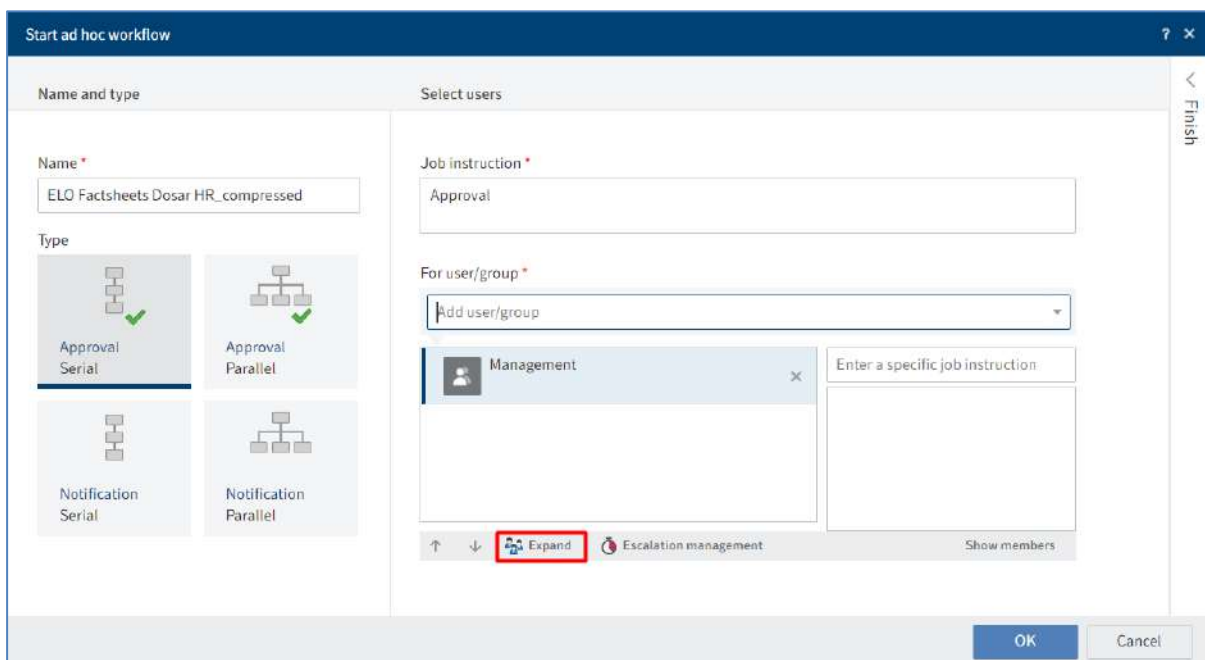 Start ad hoc workflow
? ×
Name and type
Select users
Finish
Name *
ELO Factsheets Dosar HR_compressed
Type
Approval
Serial
Approval
Parallel
Notification
Serial
Notification
Parallel
Job instruction *
Approval
For user/group *
Add user/group
Management
Enter a specific job instruction
Expand
Escalation management
Show members
OK
Cancel